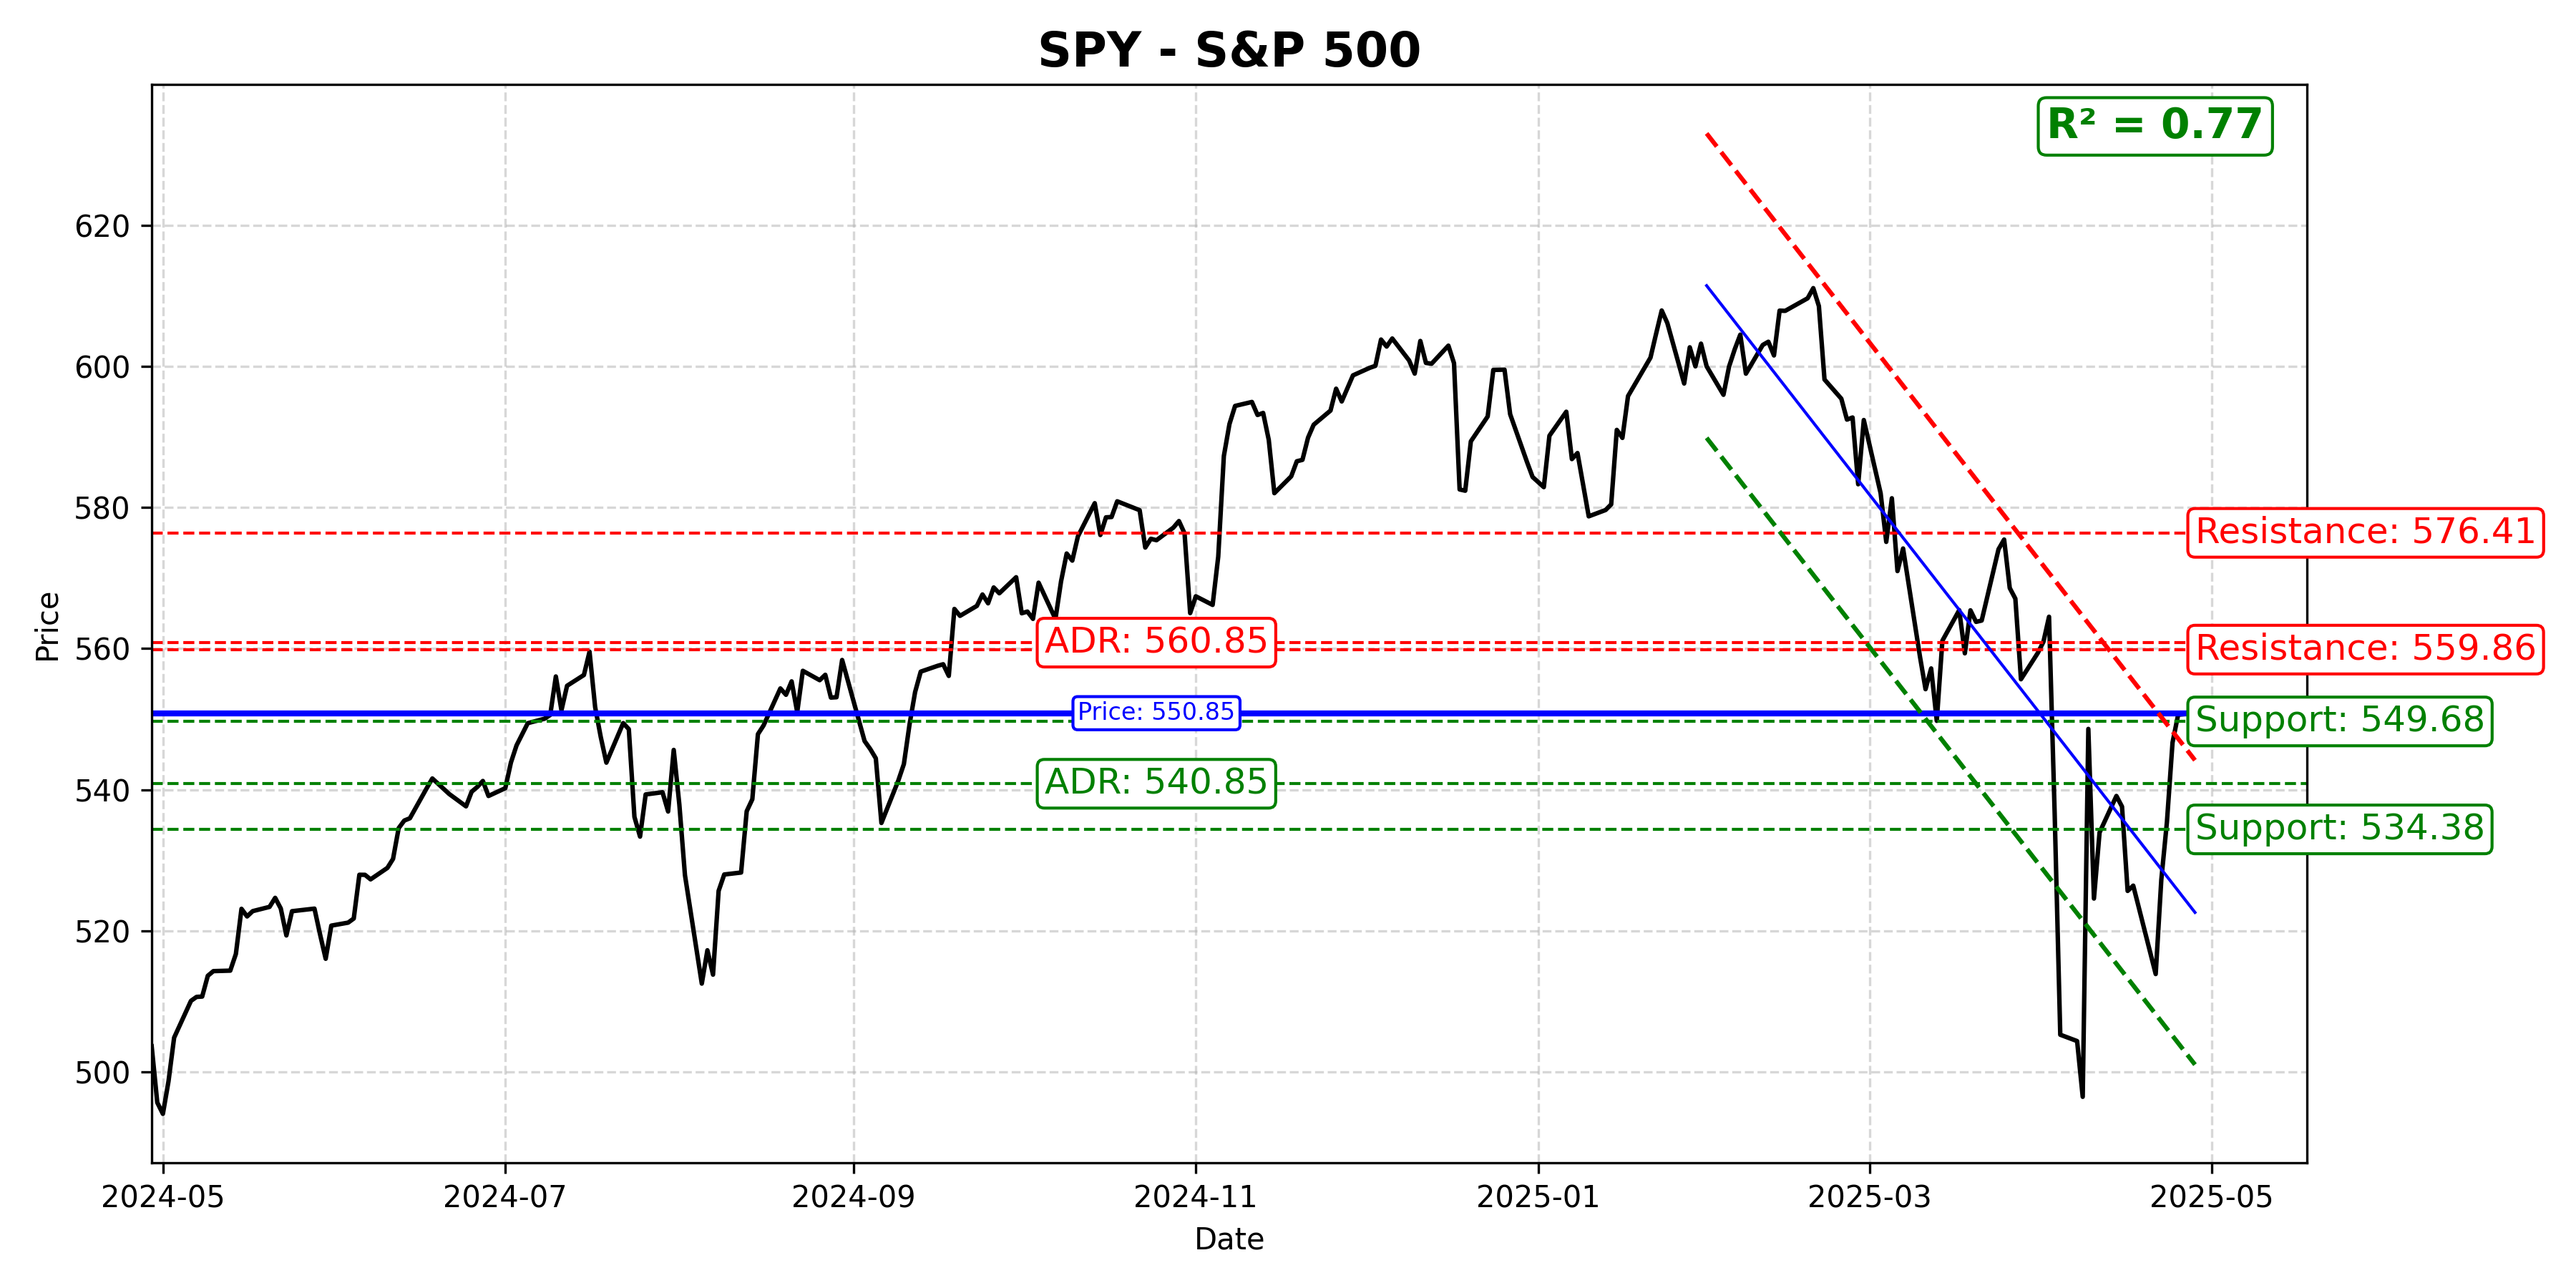 SPY - S&P 500
R² = 0.77
620
600
580
560
540
520
500
Price
Resistance: 576.41
ADR: 560.85
Resistance: 559.86
Price: 550.85
Support: 549.68
ADR: 540.85
Support: 534.38
2024-05
2024-07
2024-09
2024-11
2025-01
2025-03
2025-05
Date